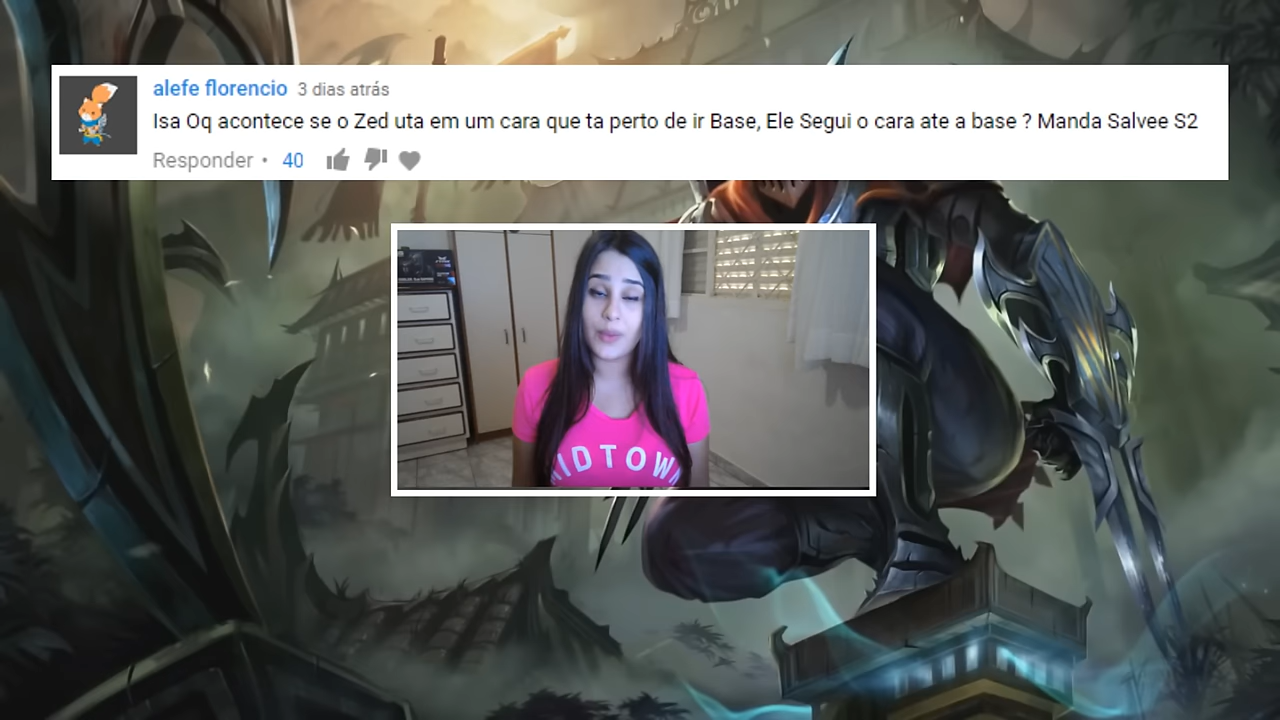 alefe florencio 3 dias atrás
Isa Oq acontece se o Zed uta em um cara que ta perto de ir Base, Ele Segui o cara ate a base ? Manda Salvee S2
Responder • 40
MIDTOWN